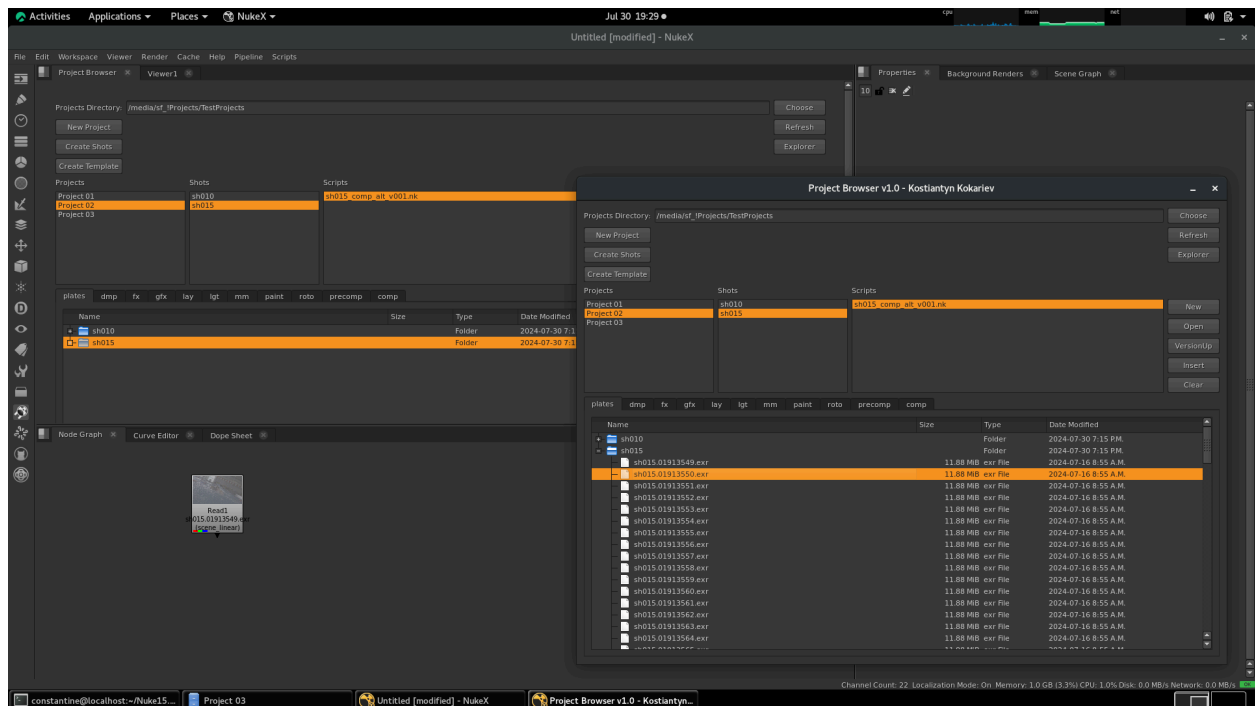 Activities Applications Places NukeX Jul 30 19:29 cpu mem net
Untitled [modified] - NukeX
File Edit Workspace Viewer Render Cache Help Pipeline Scripts
Project Browser Viewer1
Properties Background Renders Scene Graph
10
Projects Directory: /media/sf_!Projects/TestProjects Choose
New Project Refresh
Create Shots Explorer
Create Template
Projects Shots Scripts
Project 01 sh010 sh015_comp_alt_v001.nk
Project 02 sh015
Project 03
plates dmp fx gfx lay lgt mm paint roto precomp comp
Name Size Type Date Modified
sh010 Folder 2024-07-30 7:1
sh015 Folder 2024-07-30 7:1
Node Graph Curve Editor Dope Sheet
Read1
sh015.01913549.exr
(scene_linear)
Project Browser v1.0 - Kostiantyn Kokariev
Projects Directory: /media/sf_!Projects/TestProjects Choose
New Project Refresh
Create Shots Explorer
Create Template
Projects Shots Scripts
Project 01 sh010 sh015_comp_alt_v001.nk New
Project 02 sh015
Project 03 Open
VersionUp
Insert
Clear
plates dmp fx gfx lay lgt mm paint roto precomp comp
Name Size Type Date Modified
sh010 Folder 2024-07-30 7:15 P.M.
sh015 Folder 2024-07-30 7:15 P.M.
sh015.01913549.exr 11.88 MiB exr File 2024-07-16 8:55 A.M.
sh015.01913550.exr 11.88 MiB exr File 2024-07-16 8:55 A.M.
sh015.01913551.exr 11.88 MiB exr File 2024-07-16 8:55 A.M.
sh015.01913552.exr 11.88 MiB exr File 2024-07-16 8:55 A.M.
sh015.01913553.exr 11.88 MiB exr File 2024-07-16 8:55 A.M.
sh015.01913554.exr 11.88 MiB exr File 2024-07-16 8:55 A.M.
sh015.01913555.exr 11.88 MiB exr File 2024-07-16 8:55 A.M.
sh015.01913556.exr 11.88 MiB exr File 2024-07-16 8:55 A.M.
sh015.01913557.exr 11.88 MiB exr File 2024-07-16 8:55 A.M.
sh015.01913558.exr 11.88 MiB exr File 2024-07-16 8:55 A.M.
sh015.01913559.exr 11.88 MiB exr File 2024-07-16 8:55 A.M.
sh015.01913560.exr 11.88 MiB exr File 2024-07-16 8:55 A.M.
sh015.01913561.exr 11.88 MiB exr File 2024-07-16 8:55 A.M.
sh015.01913562.exr 11.88 MiB exr File 2024-07-16 8:55 A.M.
sh015.01913563.exr 11.88 MiB exr File 2024-07-16 8:55 A.M.
sh015.01913564.exr 11.88 MiB exr File 2024-07-16 8:55 A.M.
Channel Count: 22 Localization Mode: On Memory: 1.0 GB (3.3%) CPU: 1.0% Disk: 0.0 MB/s Network: 0.0 MB/s
constantine@localhost:~/Nuke15... Project 03 Untitled [modified] - NukeX Project Browser v1.0 - Kostiantyn...